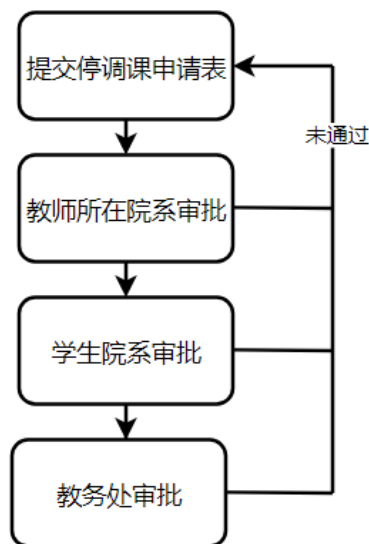 提交停调课申请表
未通过
教师所在院系审批
学生院系审批
教务处审批